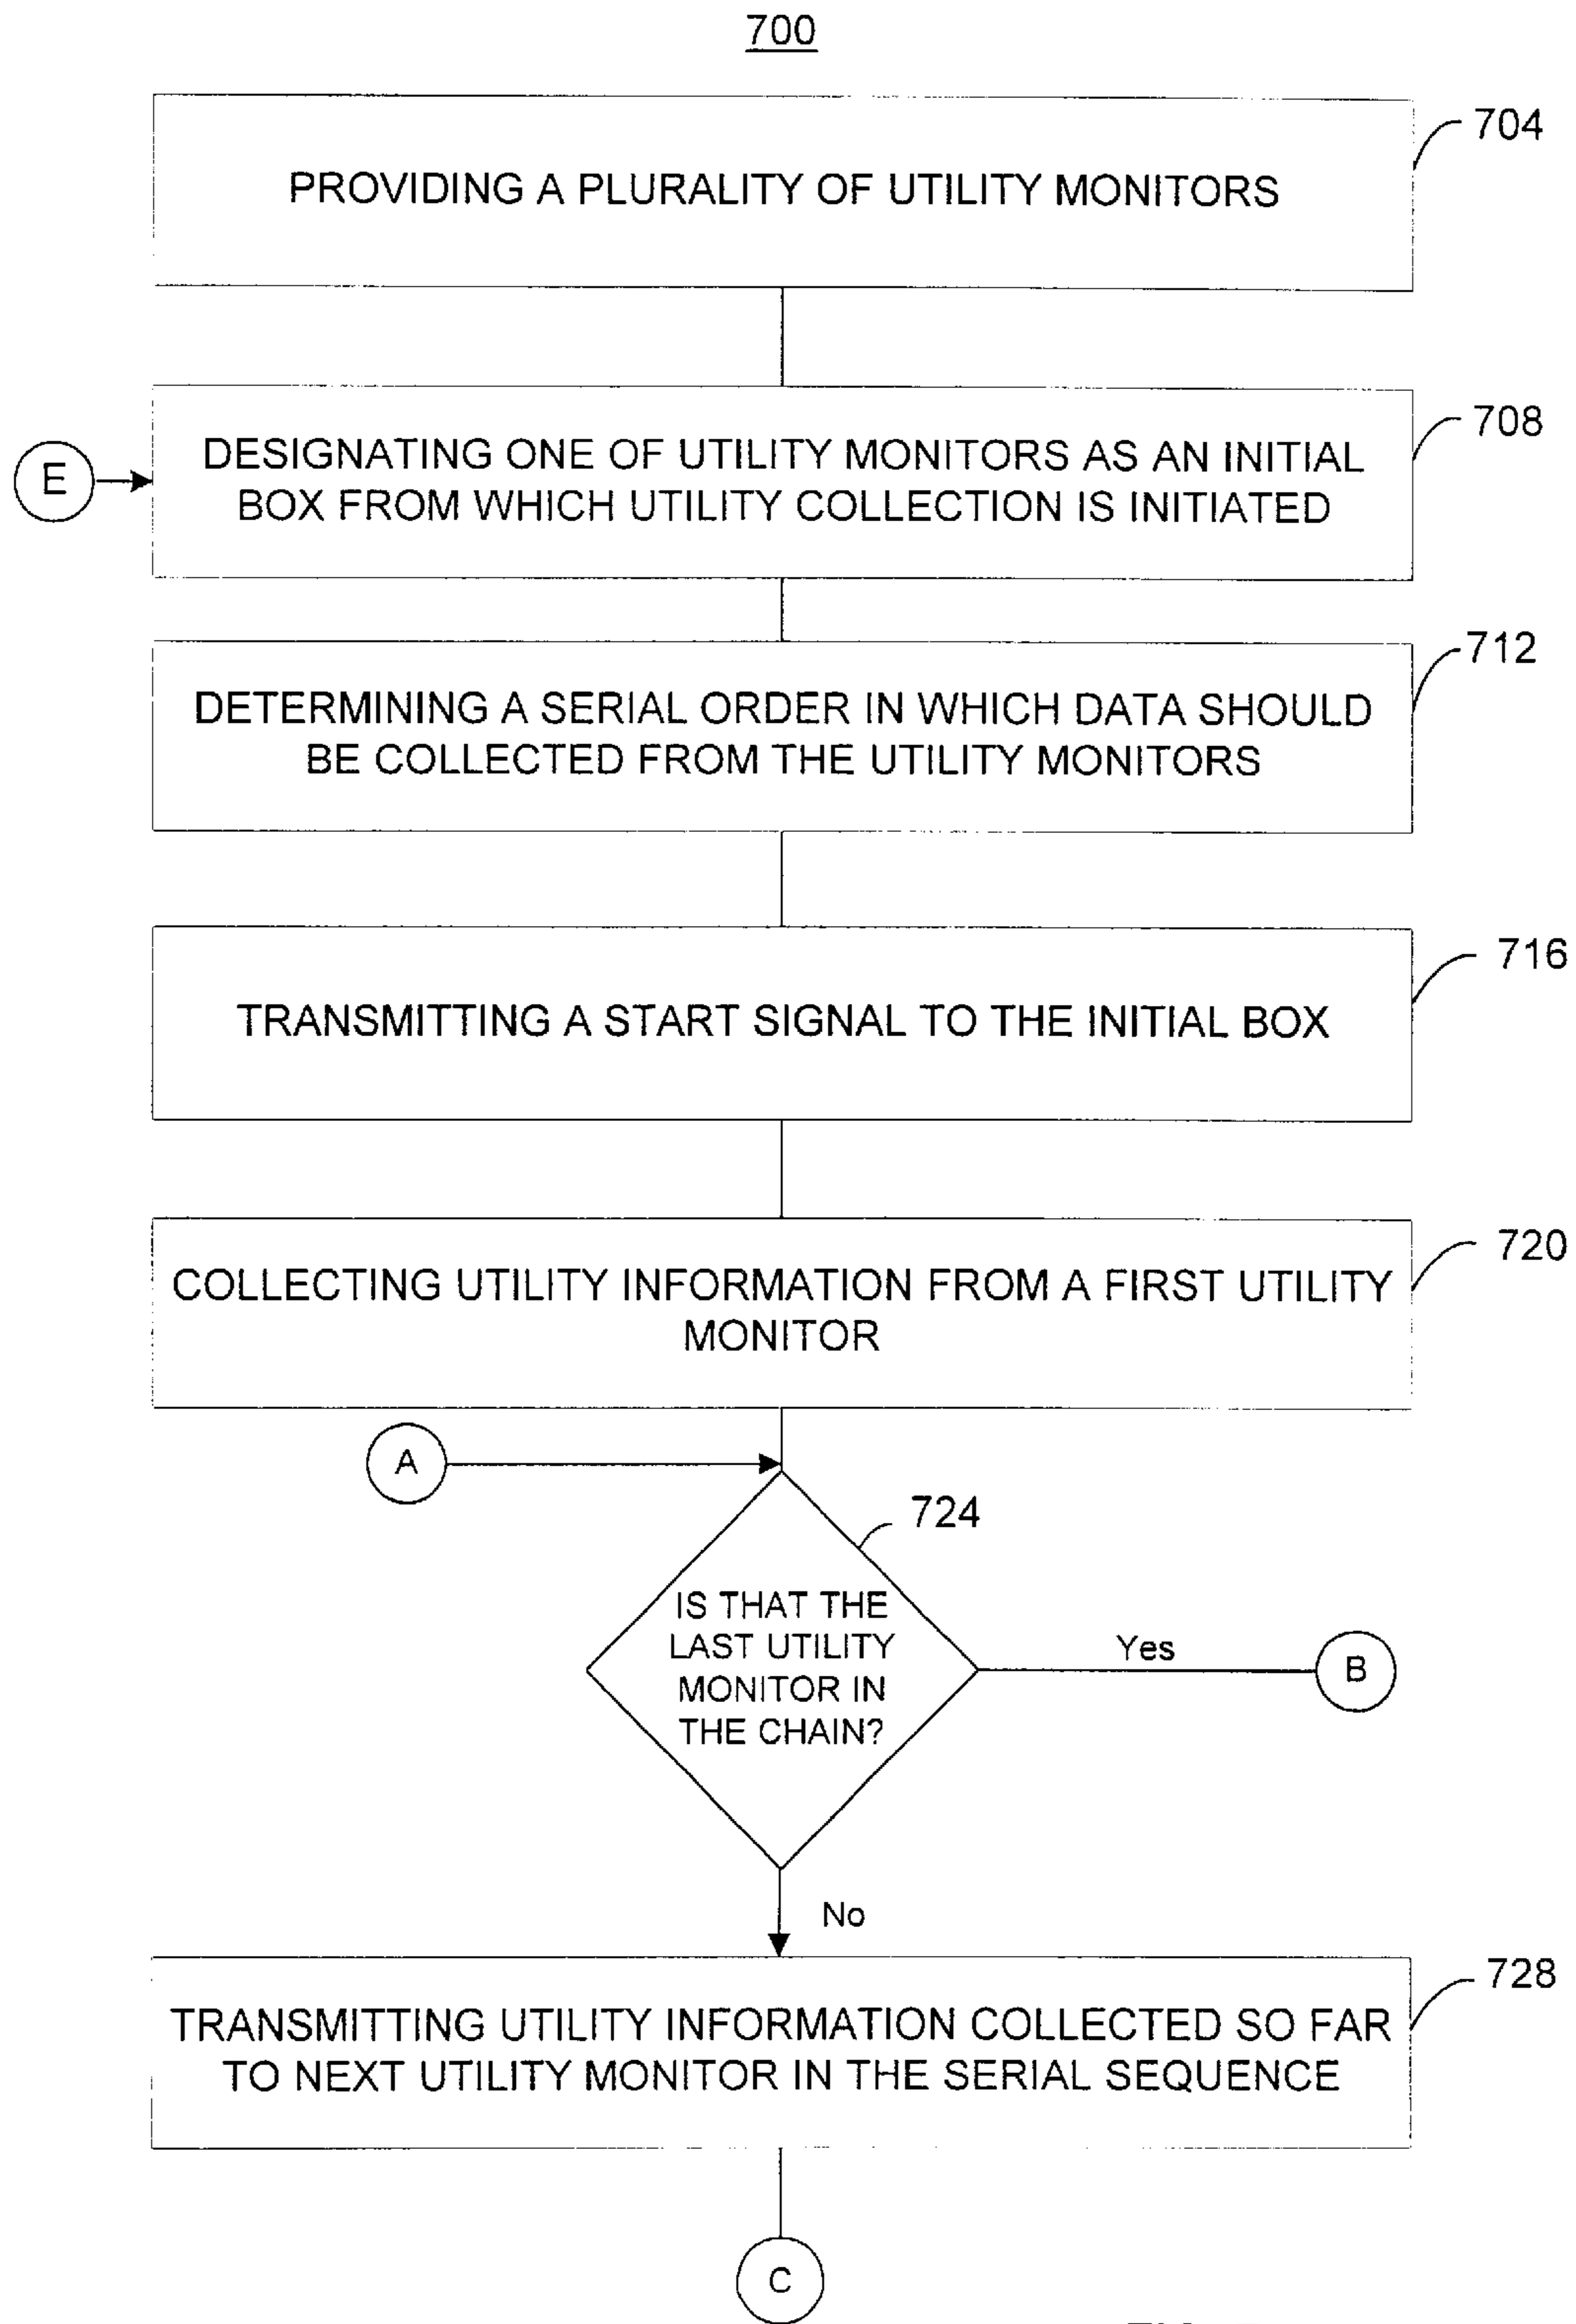 700
704
PROVIDING A PLURALITY OF UTILITY MONITORS
708
DESIGNATING ONE OF UTILITY MONITORS AS AN INITIAL
BOX FROM WHICH UTILITY COLLECTION IS INITIATED
E
712
DETERMINING A SERIAL ORDER IN WHICH DATA SHOULD
BE COLLECTED FROM THE UTILITY MONITORS
716
TRANSMITTING A START SIGNAL TO THE INITIAL BOX
720
COLLECTING UTILITY INFORMATION FROM A FIRST UTILITY
MONITOR
A
724
IS THAT THE
LAST UTILITY
MONITOR IN
THE CHAIN?
Yes
B
No
728
TRANSMITTING UTILITY INFORMATION COLLECTED SO FAR
TO NEXT UTILITY MONITOR IN THE SERIAL SEQUENCE
C